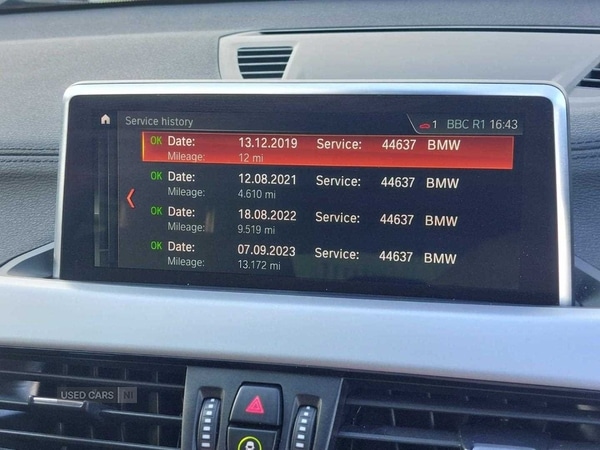 Service history
1 BBC R1 16:43
OK Date: 13.12.2019 Service: 44637 BMW
Mileage: 12 mi
OK Date: 12.08.2021 Service: 44637 BMW
Mileage: 4.610 mi
OK Date: 18.08.2022 Service: 44637 BMW
Mileage: 9.519 mi
OK Date: 07.09.2023 Service: 44637 BMW
Mileage: 13.172 mi
USED CARS NI